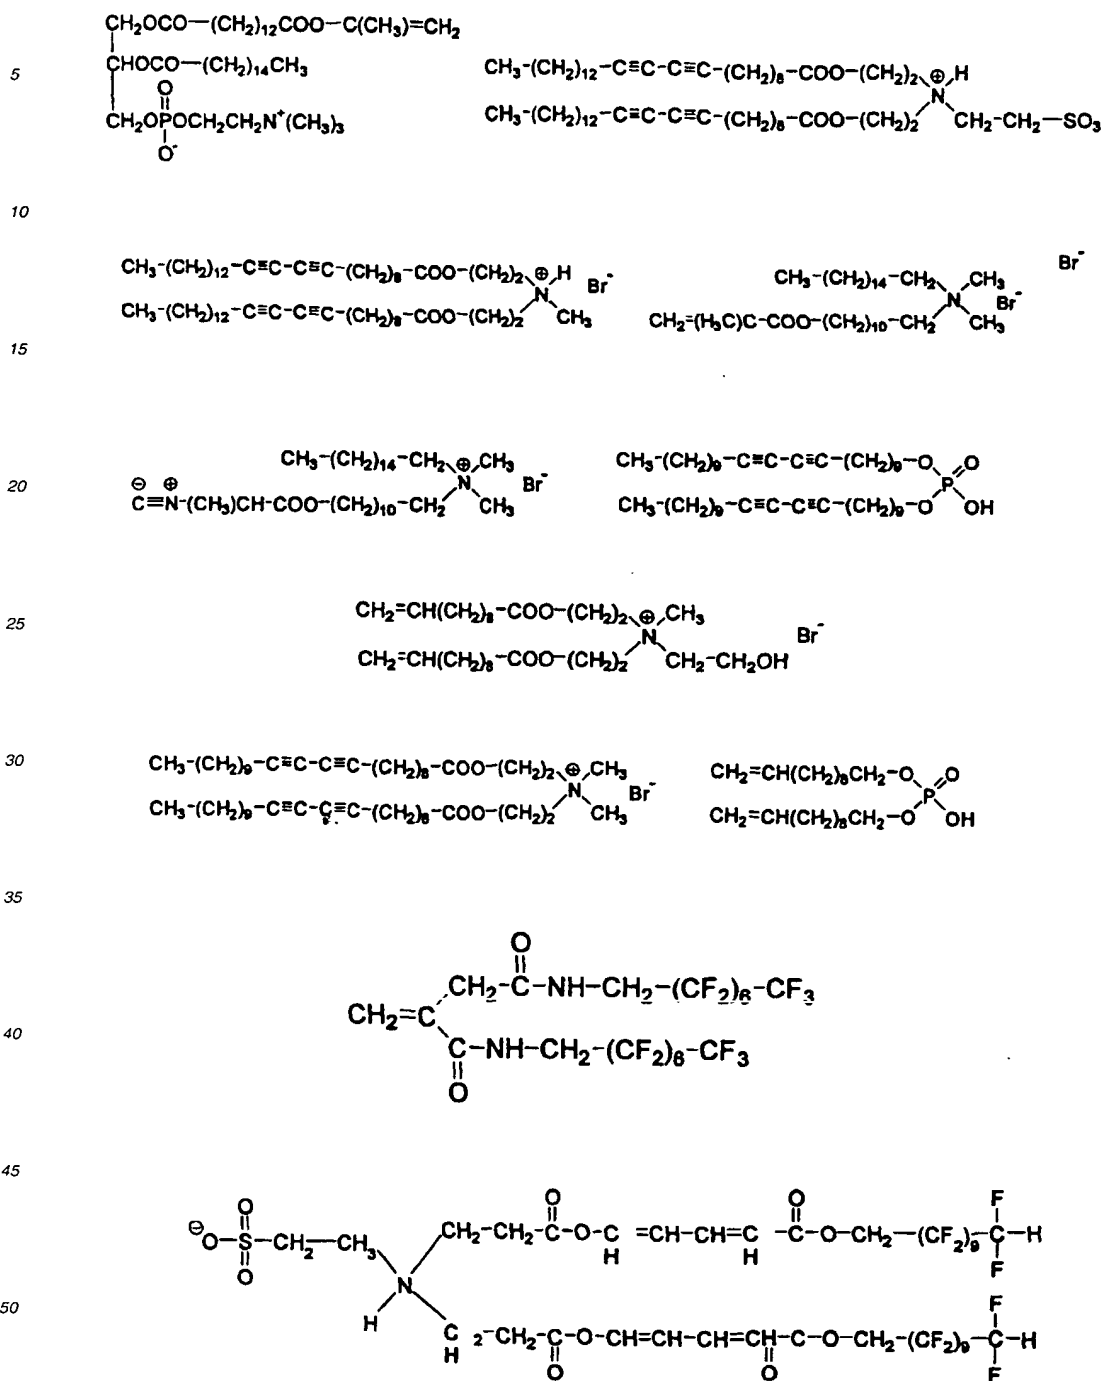 CH₂OCO—(CH₂)₁₂COO—C(CH₃)=CH₂
5
CHOCO—(CH₂)₁₄CH₃
O
CH₂OPOCH₂CH₂N⁺(CH₃)₃
O⁻
CH₃-(CH₂)₁₂-C≡C-C≡C-(CH₂)₈-COO-(CH₂)₂ ⊕ H
N
CH₃-(CH₂)₁₂-C≡C-C≡C-(CH₂)₈-COO-(CH₂)₂ CH₂-CH₂—SO₃
10
CH₃-(CH₂)₁₂-C≡C-C≡C-(CH₂)₈-COO-(CH₂)₂ ⊕ H
N Br⁻
CH₃-(CH₂)₁₂-C≡C-C≡C-(CH₂)₈-COO-(CH₂)₂ CH₃
Br⁻
CH₃-(CH₂)₁₄-CH₂ CH₃
N Br⁻
CH₂=(H₃C)C-COO-(CH₂)₁₀-CH₂ CH₃
15
CH₃-(CH₂)₁₄-CH₂ ⊕ CH₃
⊖ ⊕ N Br⁻
C≡N-(CH₃)CH-COO-(CH₂)₁₀-CH₂ CH₃
20
CH₃-(CH₂)₉-C≡C-C≡C-(CH₂)₉-O O
P
CH₃-(CH₂)₉-C≡C-C≡C-(CH₂)₉-O OH
25
CH₂=CH(CH₂)₈-COO-(CH₂)₂ ⊕ CH₃
N Br⁻
CH₂=CH(CH₂)₈-COO-(CH₂)₂ CH₂-CH₂OH
30
CH₃-(CH₂)₉-C≡C-C≡C-(CH₂)₈-COO-(CH₂)₂ ⊕ CH₃
N Br⁻
CH₃-(CH₂)₉-C≡C-C≡C-(CH₂)₈-COO-(CH₂)₂ CH₃
CH₂=CH(CH₂)₈CH₂-O O
P
CH₂=CH(CH₂)₈CH₂-O OH
35
O
CH₂-C-NH-CH₂-(CF₂)₆-CF₃
CH₂=C
40
C-NH-CH₂-(CF₂)₆-CF₃
O
45
O O O F
⊖O-S-CH₂-CH₃ CH₂-CH₂-C-O-C =CH-CH=C C-O-CH₂-(CF₂)₉-C-H
O H H F
N
50
H F
C ₂-CH₂-C-O-CH=CH-CH=CH-C-O-CH₂-(CF₂)₉-C-H
H O O F